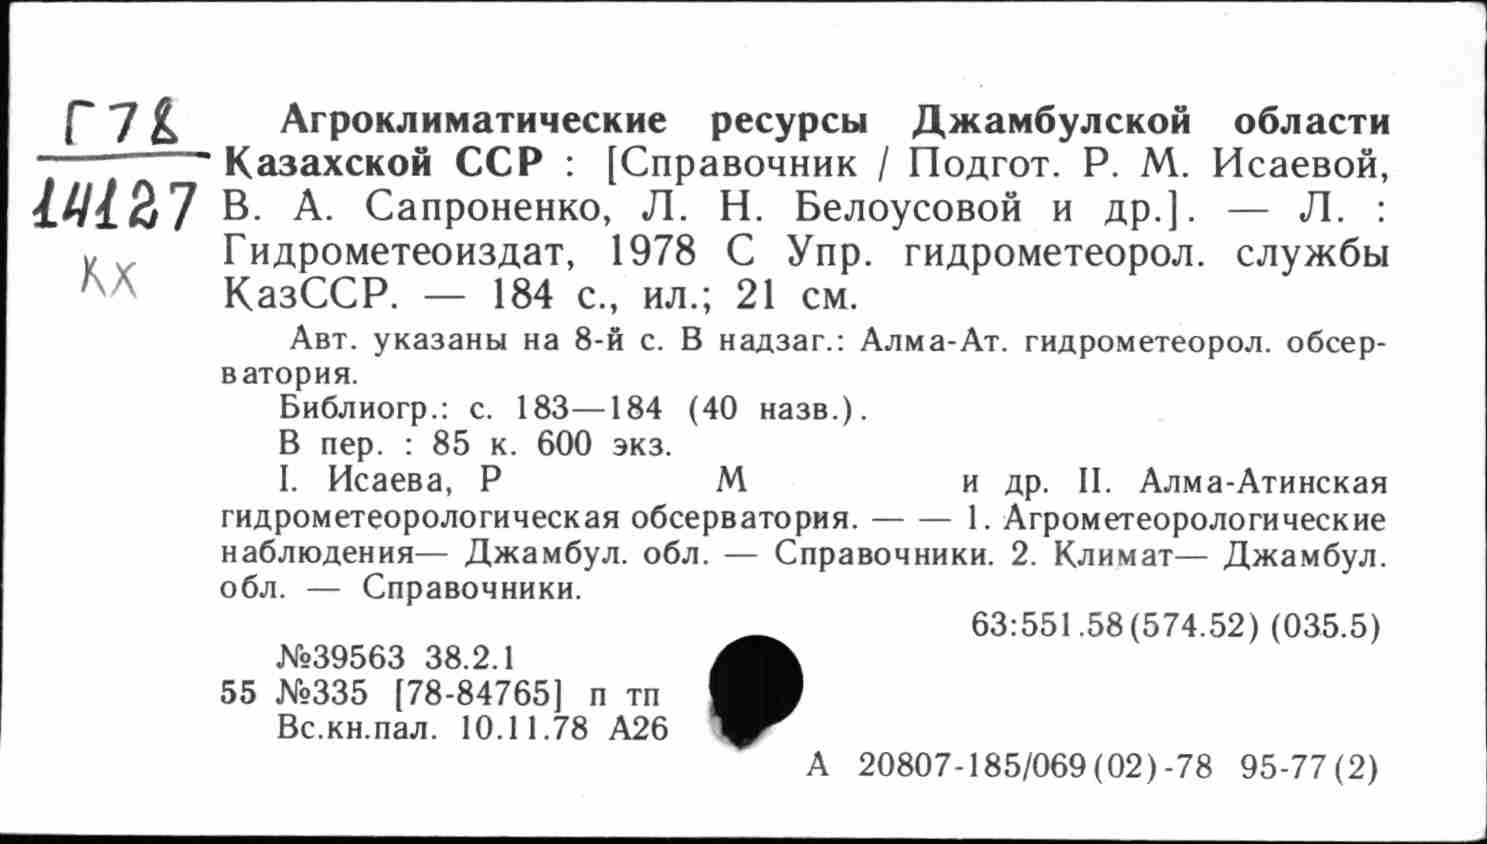 Г78
14127
КХ
Агроклиматические ресурсы Джамбулской области
Казахской ССР : [Справочник / Подгот. Р. М. Исаевой,
В. А. Сапроненко, Л. Н. Белоусовой и др.]. — Л. :
Гидрометеоиздат, 1978 С Упр. гидрометеорол. службы
КазССР. — 184 с., ил.; 21 см.
Авт. указаны на 8-й с. В надзаг.: Алма-Ат. гидрометеорол. обсер-
ватория.
Библиогр.: с. 183—184 (40 назв.).
В пер. : 85 к. 600 экз.
I. Исаева, Р М и др. II. Алма-Атинская
гидрометеорологическая обсерватория. — — 1. Агрометеорологические
наблюдения— Джамбул. обл. — Справочники. 2. Климат— Джамбул.
обл. — Справочники.
63:551.58(574.52) (035.5)
№39563 38.2.1
55 №335 [78-84765] п тп
Вс.кн.пал. 10.11.78 А26
А 20807-185/069(02)-78 95-77(2)